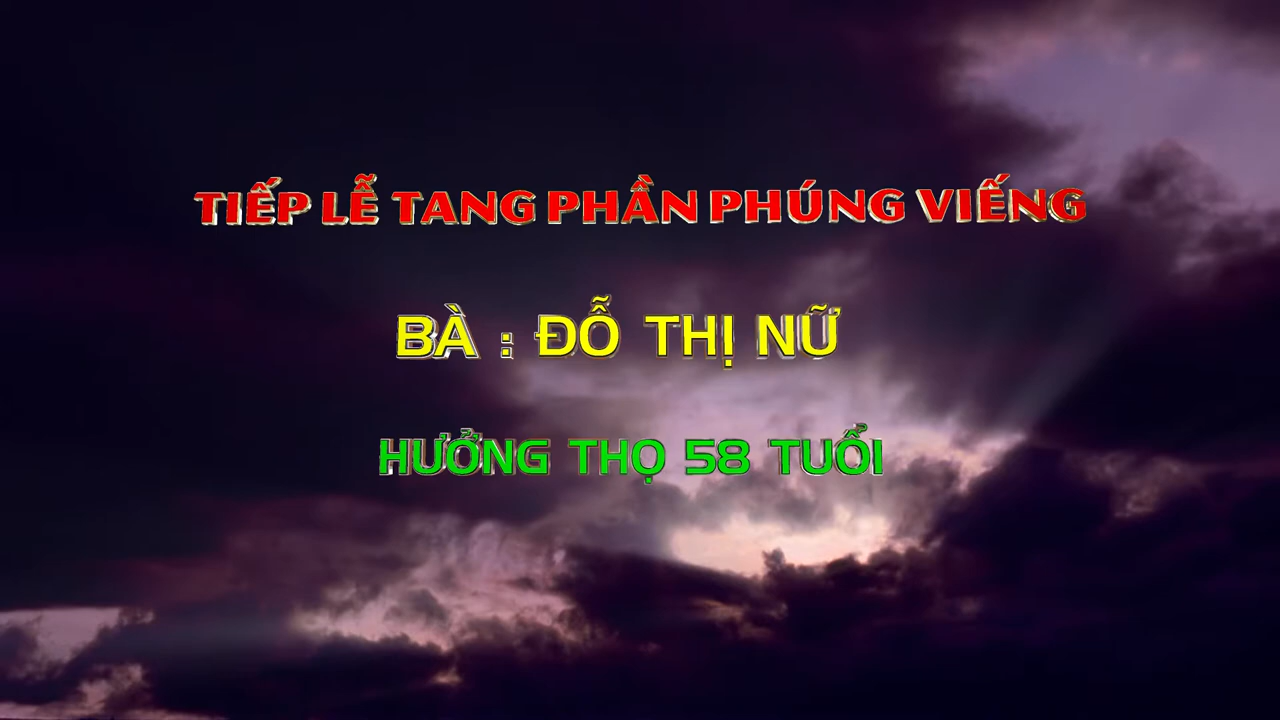 TIẾP LỄ TANG PHẦN PHÚNG VIẾNG
BÀ : ĐỖ THỊ NỮ
HƯỞNG THỌ 58 TUỔI